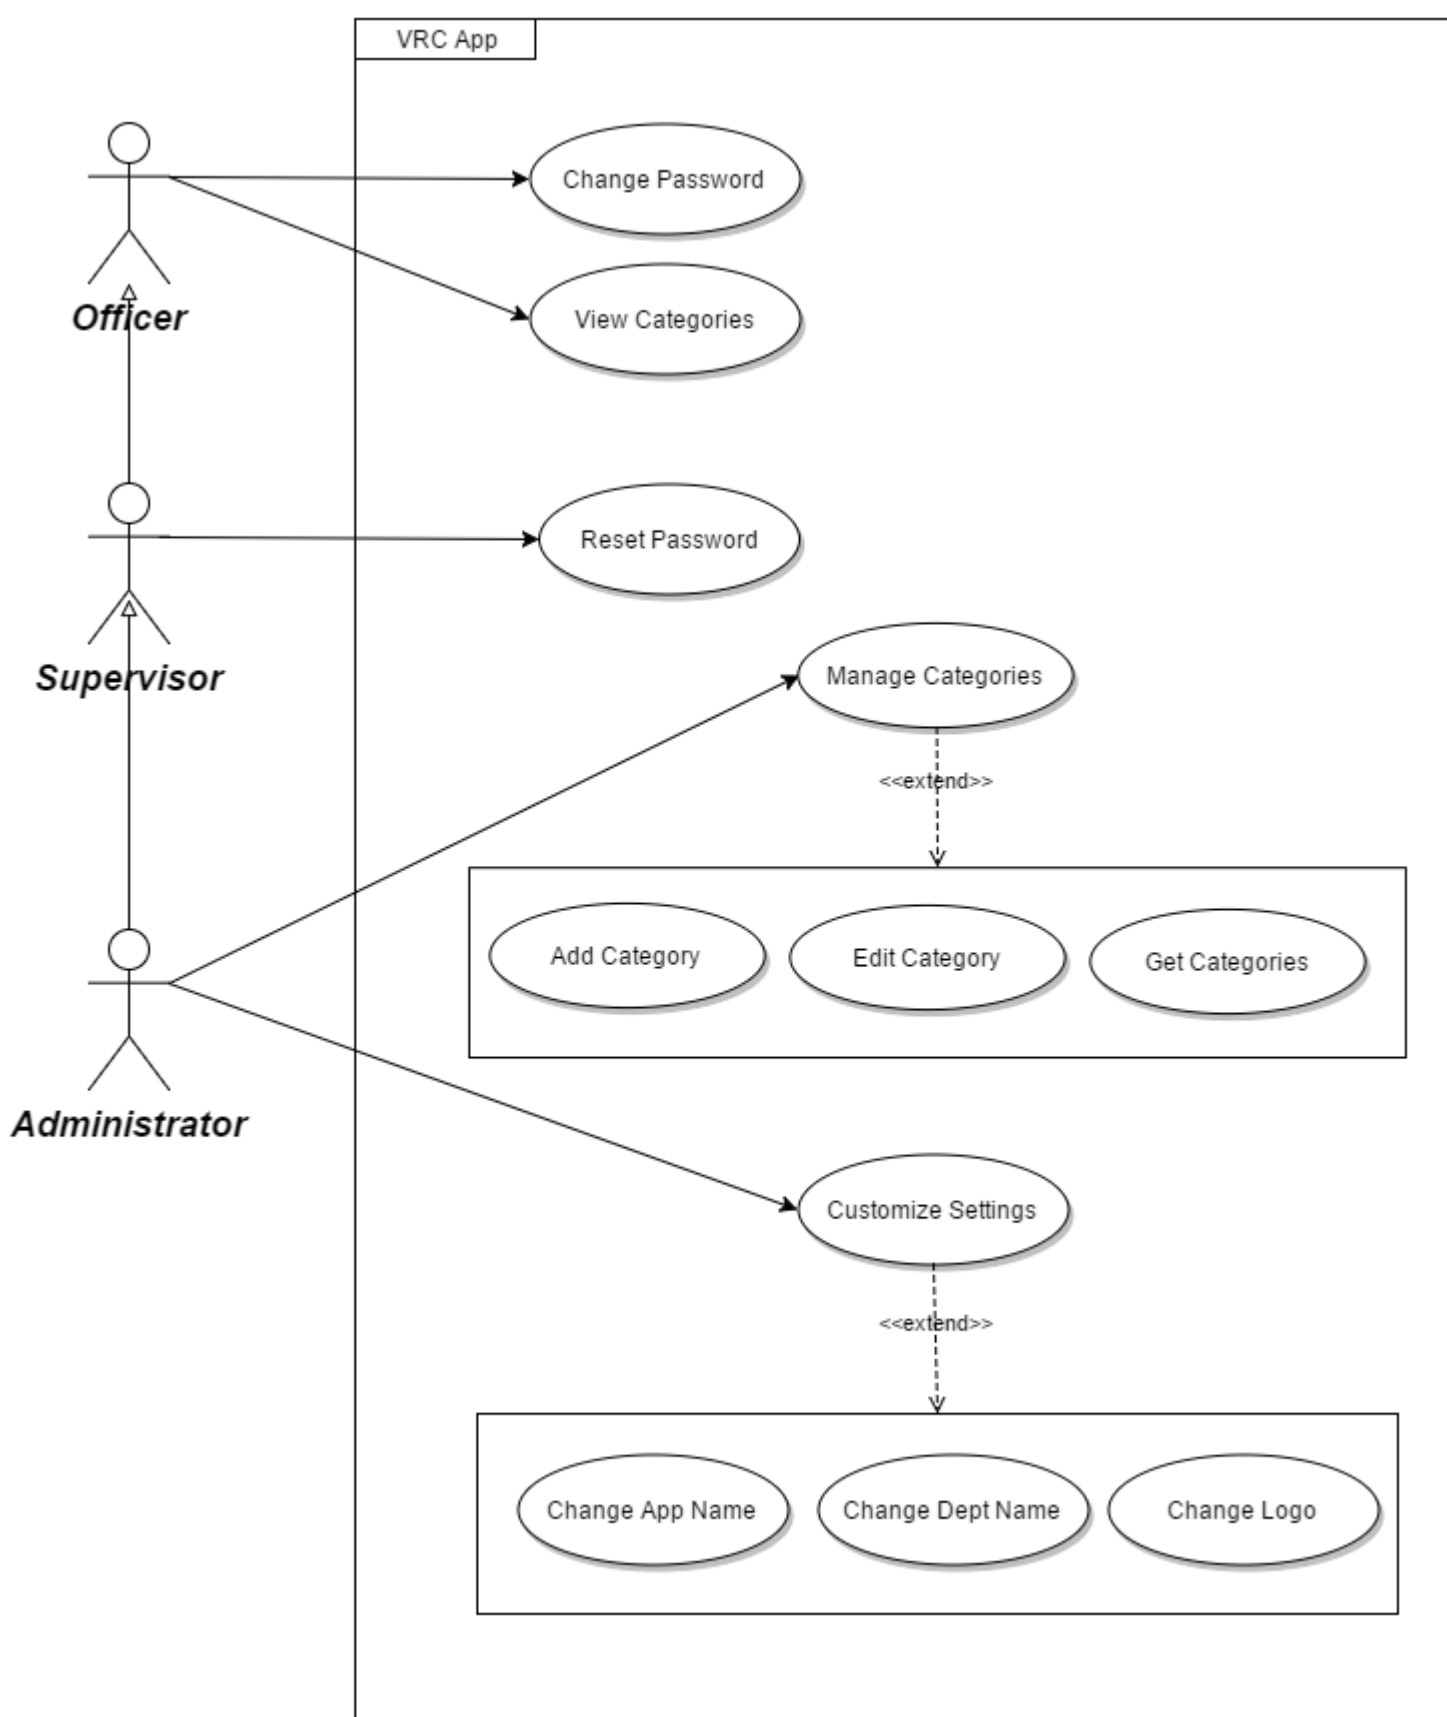 VRC App
Change Password
View Categories
Officer
Reset Password
Supervisor
Manage Categories
<<extend>>
Add Category
Edit Category
Get Categories
Administrator
Customize Settings
<<extend>>
Change App Name
Change Dept Name
Change Logo